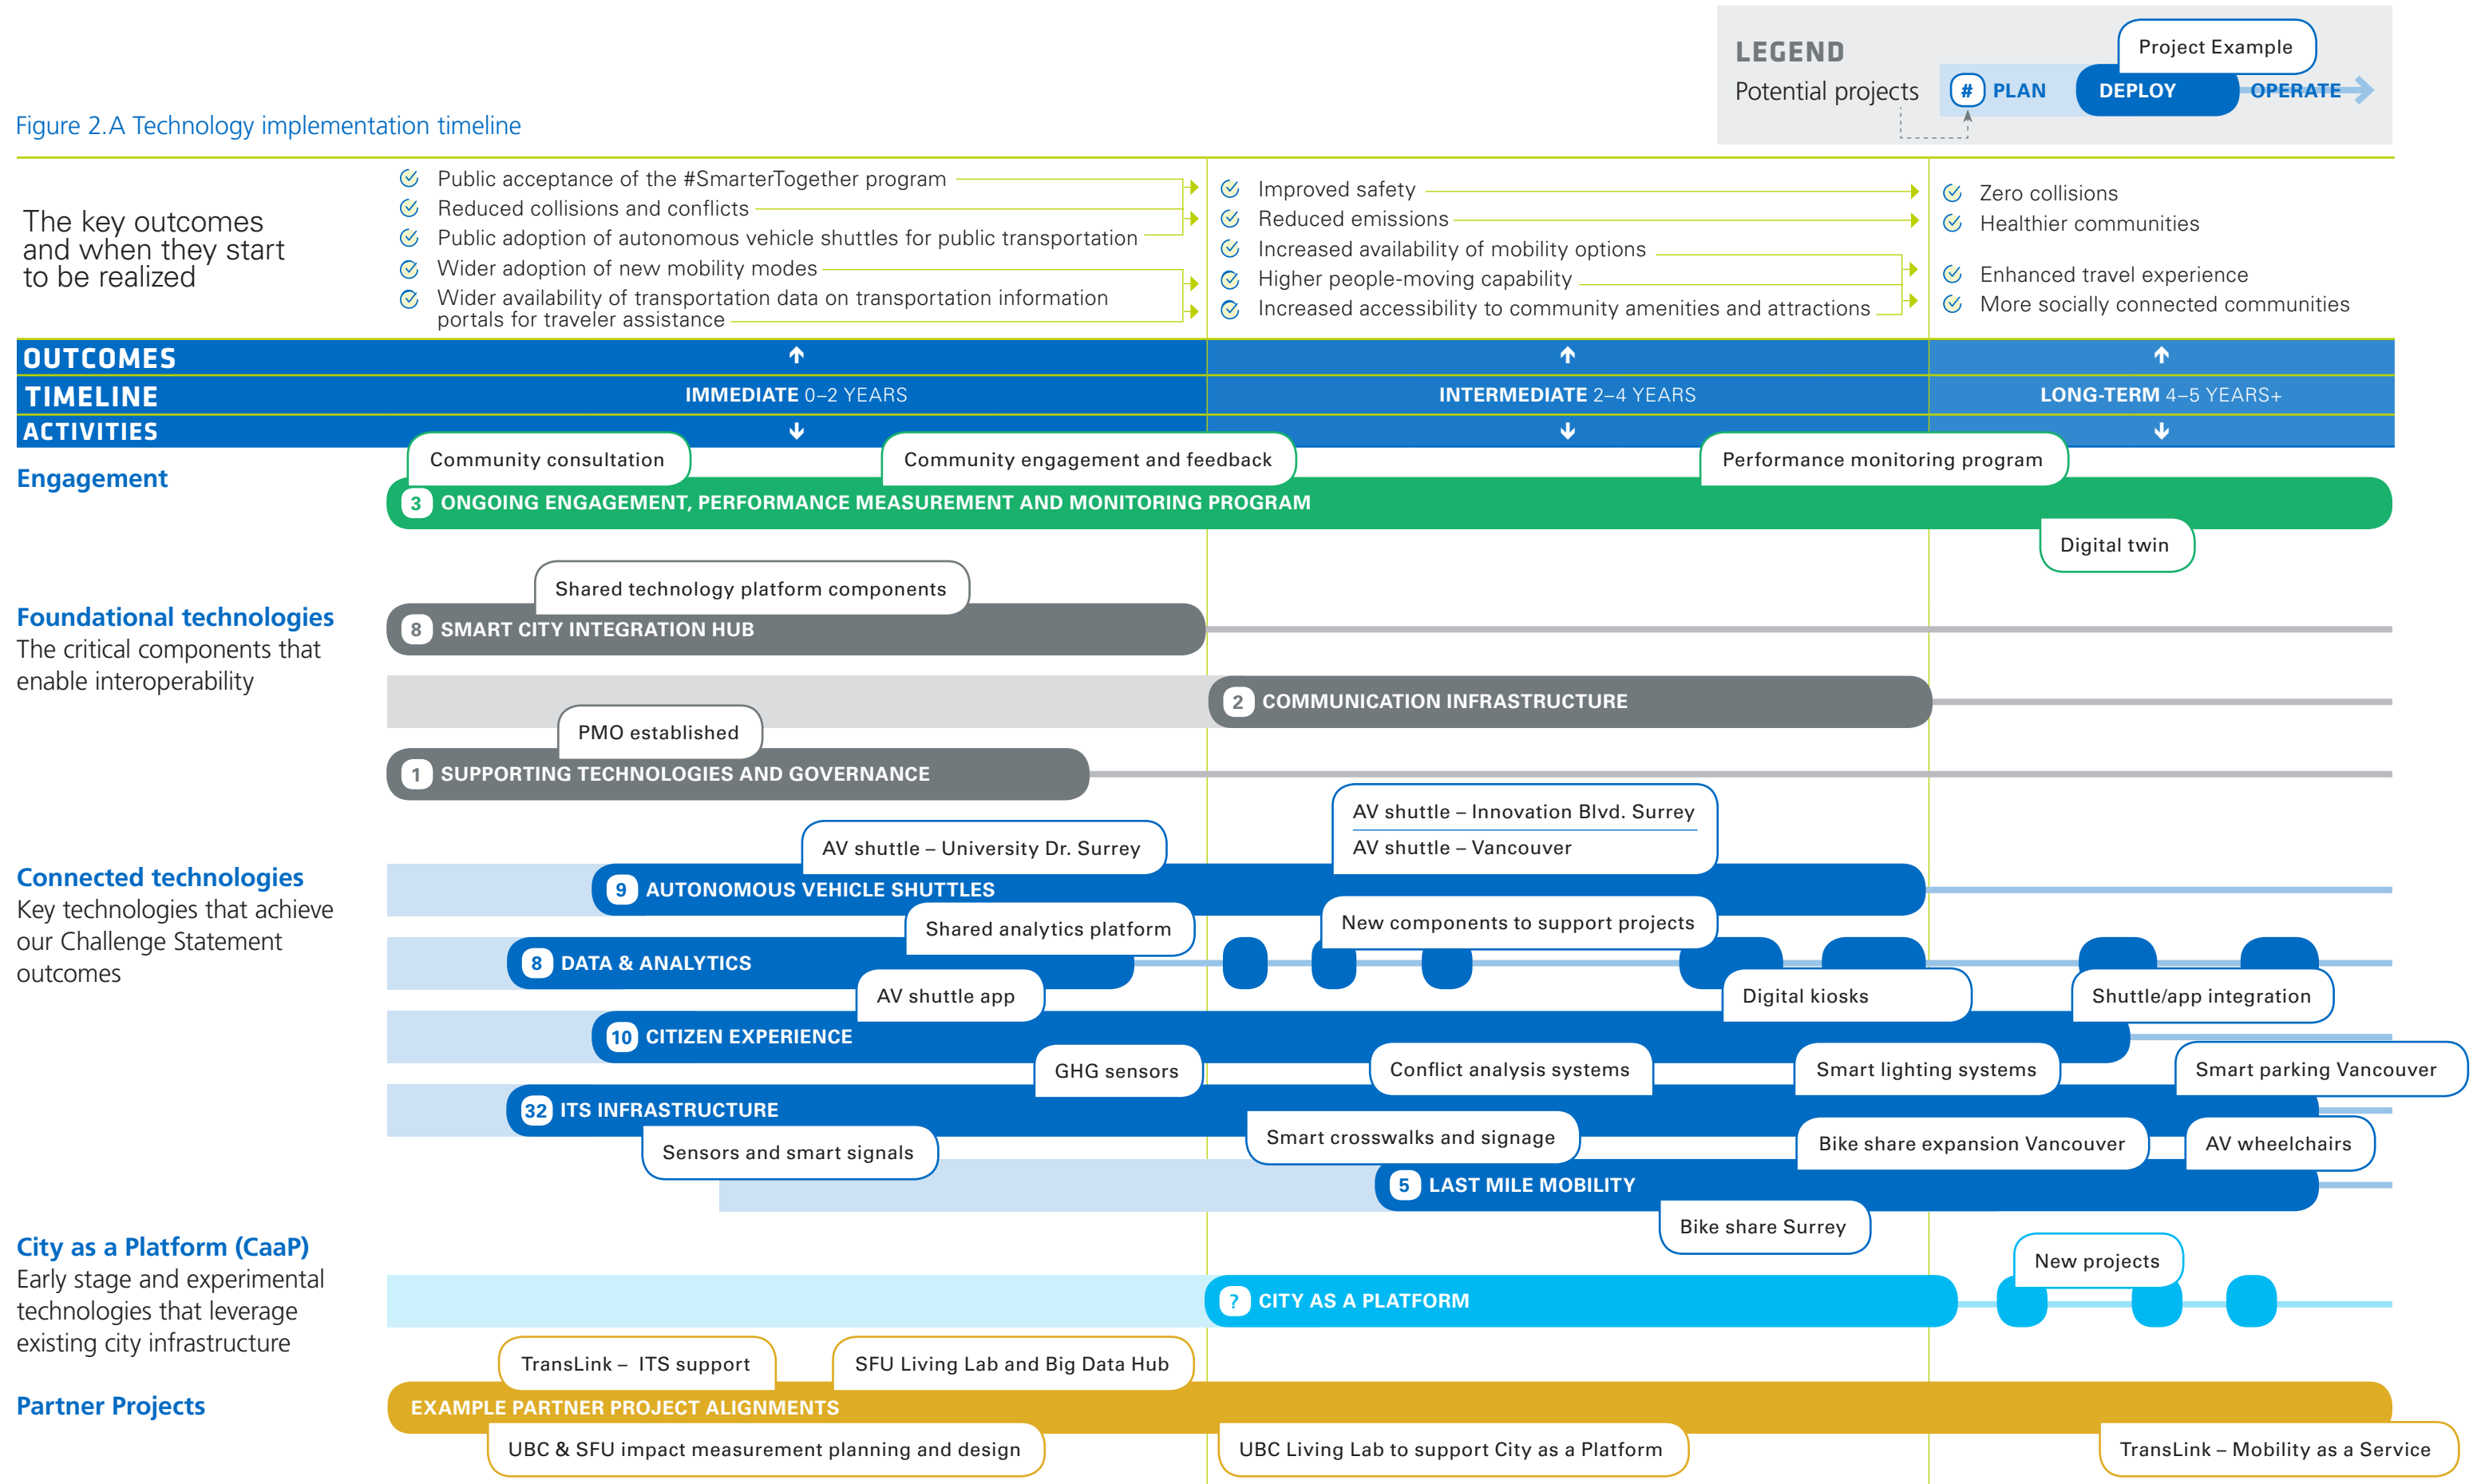 LEGEND
Potential projects
# PLAN
DEPLOY
OPERATE
Project Example
Figure 2.A Technology implementation timeline
The key outcomes
and when they start
to be realized
Public acceptance of the #SmarterTogether program
Reduced collisions and conflicts
Public adoption of autonomous vehicle shuttles for public transportation
Wider adoption of new mobility modes
Wider availability of transportation data on transportation information
portals for traveler assistance
Improved safety
Reduced emissions
Increased availability of mobility options
Higher people-moving capability
Increased accessibility to community amenities and attractions
Zero collisions
Healthier communities
Enhanced travel experience
More socially connected communities
OUTCOMES
TIMELINE
IMMEDIATE 0–2 YEARS
INTERMEDIATE 2–4 YEARS
LONG-TERM 4–5 YEARS+
ACTIVITIES
Engagement
Community consultation
Community engagement and feedback
Performance monitoring program
3 ONGOING ENGAGEMENT, PERFORMANCE MEASUREMENT AND MONITORING PROGRAM
Digital twin
Foundational technologies
The critical components that
enable interoperability
Shared technology platform components
8 SMART CITY INTEGRATION HUB
2 COMMUNICATION INFRASTRUCTURE
PMO established
1 SUPPORTING TECHNOLOGIES AND GOVERNANCE
Connected technologies
Key technologies that achieve
our Challenge Statement
outcomes
AV shuttle – University Dr. Surrey
AV shuttle – Innovation Blvd. Surrey
AV shuttle – Vancouver
9 AUTONOMOUS VEHICLE SHUTTLES
Shared analytics platform
New components to support projects
8 DATA & ANALYTICS
AV shuttle app
Digital kiosks
Shuttle/app integration
10 CITIZEN EXPERIENCE
GHG sensors
Conflict analysis systems
Smart lighting systems
Smart parking Vancouver
32 ITS INFRASTRUCTURE
Sensors and smart signals
Smart crosswalks and signage
Bike share expansion Vancouver
AV wheelchairs
5 LAST MILE MOBILITY
Bike share Surrey
City as a Platform (CaaP)
Early stage and experimental
technologies that leverage
existing city infrastructure
New projects
? CITY AS A PLATFORM
Partner Projects
TransLink – ITS support
SFU Living Lab and Big Data Hub
EXAMPLE PARTNER PROJECT ALIGNMENTS
UBC & SFU impact measurement planning and design
UBC Living Lab to support City as a Platform
TransLink – Mobility as a Service